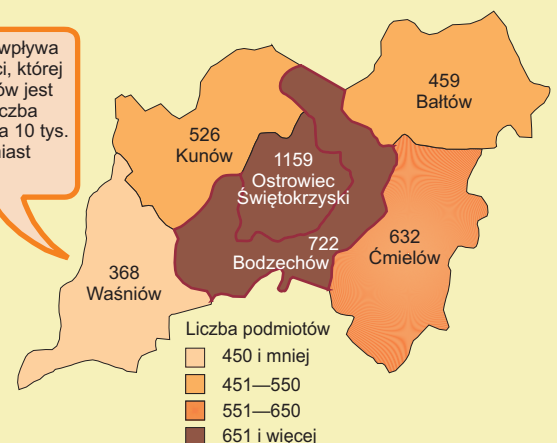 wpływa
ci, której
ów jest
czba
a 10 tys.
miast
459
Bałtów
526
Kunów
1159
Ostrowiec
Świętokrzyski
722
Bodzechów
632
Ćmielów
368
Waśniów
Liczba podmiotów
450 i mniej
451—550
551—650
651 i więcej